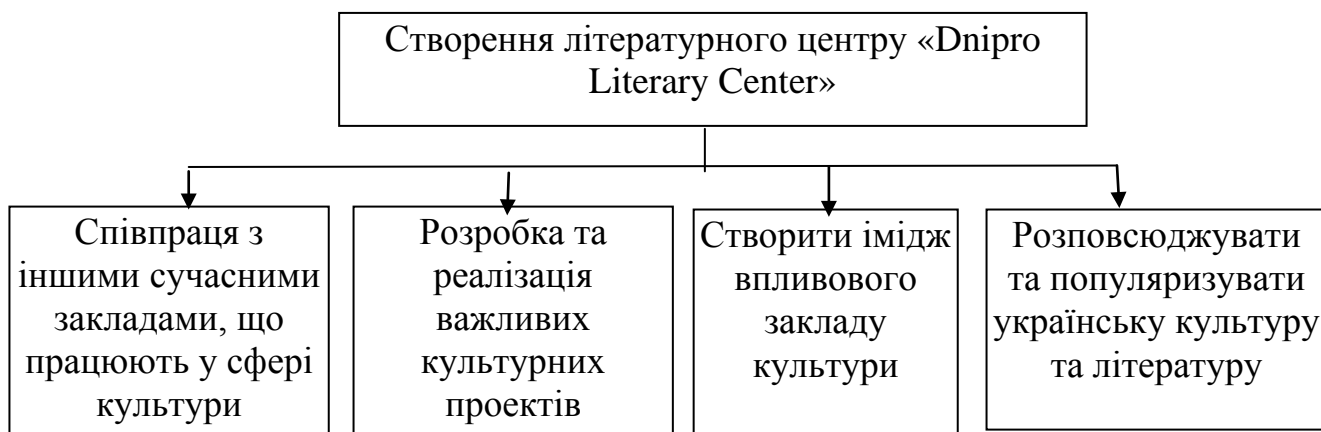 Створення літературного центру «Dnipro
Literary Center»
Співпраця з
іншими сучасними
закладами, що
працюють у сфері
культури
Розробка та
реалізація
важливих
культурних
проектів
Створити імідж
впливового
закладу
культури
Розповсюджувати
та популяризувати
українську культуру
та літературу